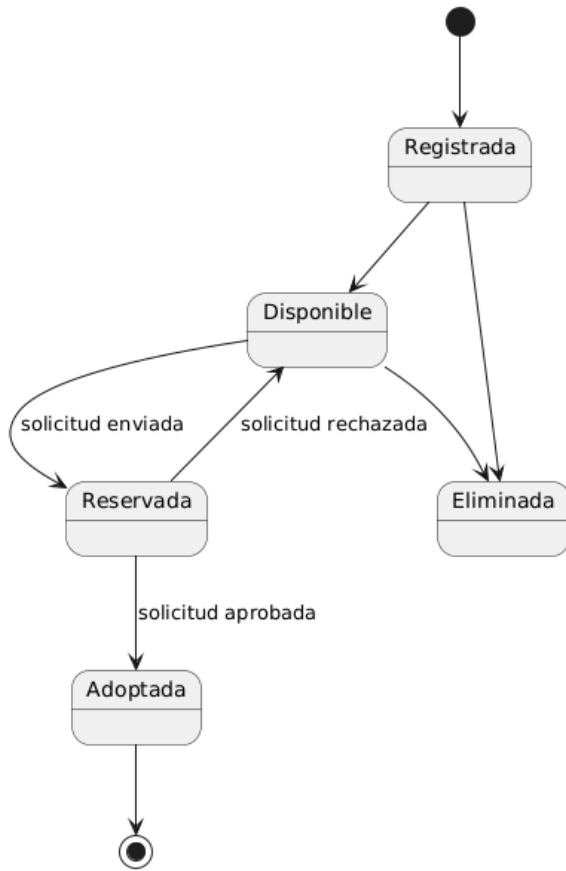 Registrada
Disponible
solicitud enviada
solicitud rechazada
Reservada
Eliminada
solicitud aprobada
Adoptada